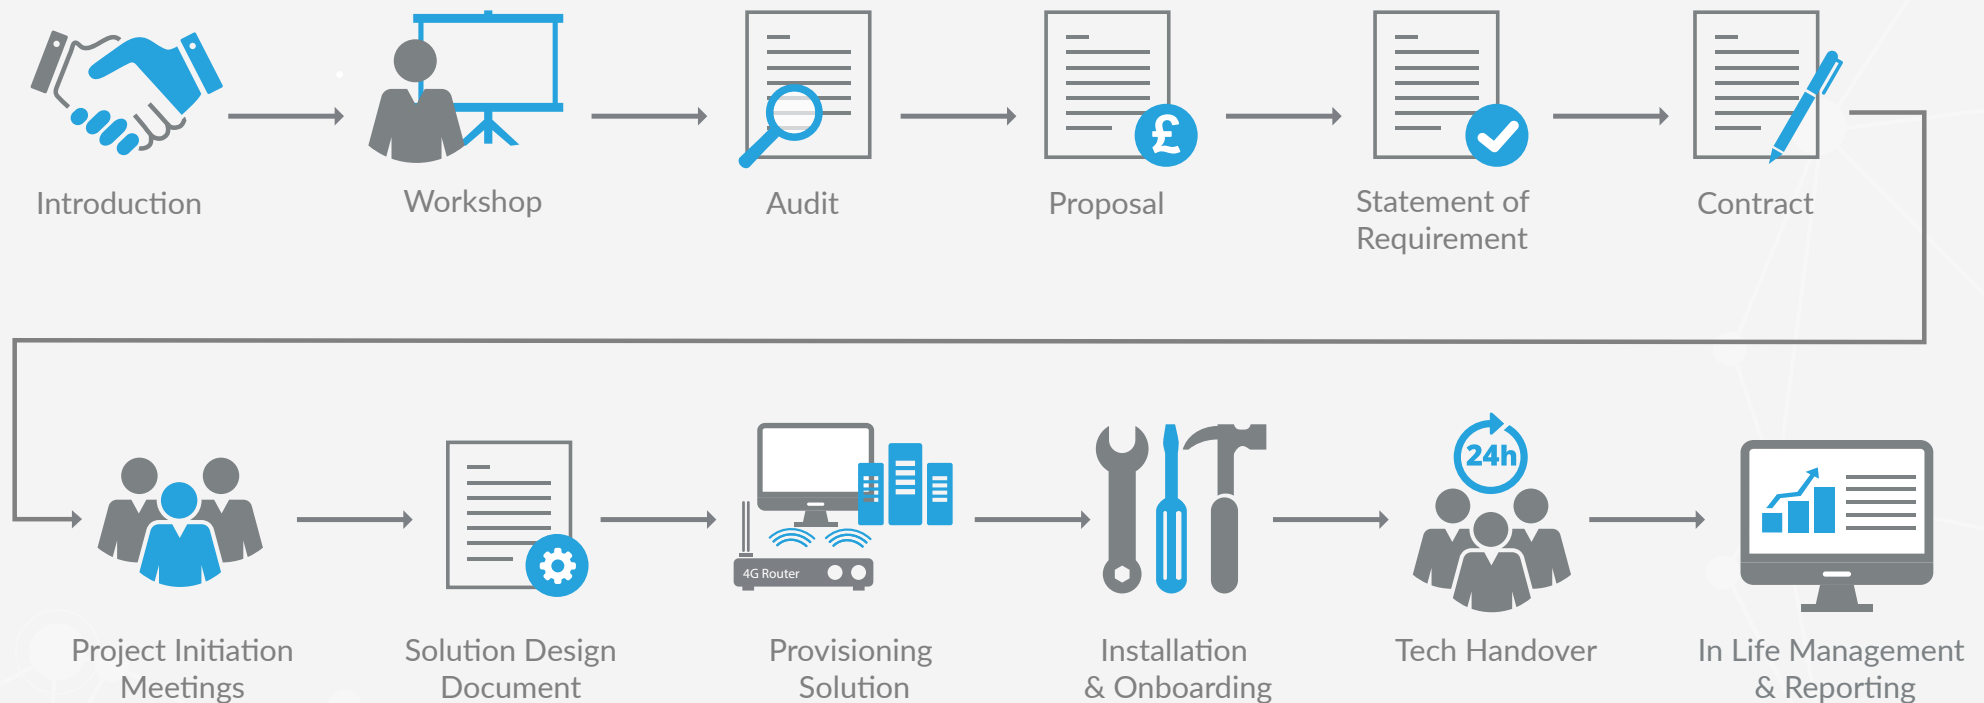 Introduction
Workshop
Audit
£
Proposal
Statement of
Requirement
Contract
Project Initiation
Meetings
Solution Design
Document
4G Router
Provisioning
Solution
Installation
& Onboarding
24h
Tech Handover
In Life Management
& Reporting